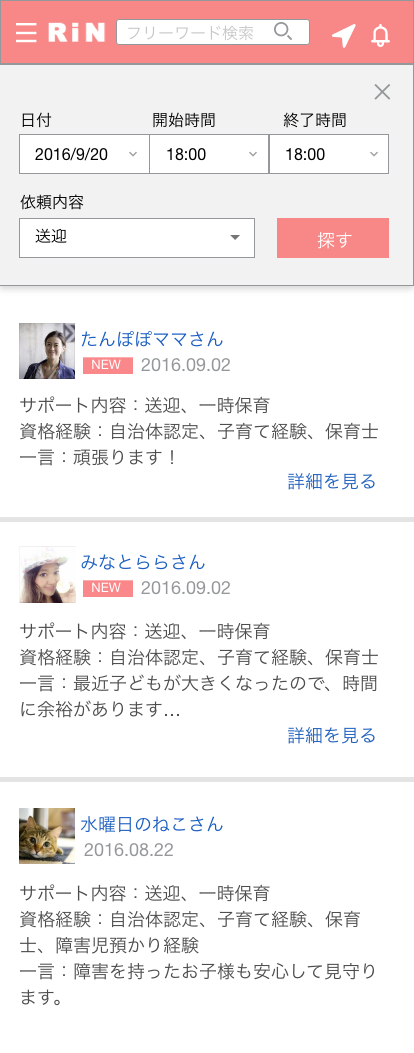 RiN フリーワード検索
日付 開始時間 終了時間
2016/9/20 18:00 18:00
依頼内容
送迎 探す
たんぽぽママさん
NEW 2016.09.02
サポート内容：送迎、一時保育
資格経験：自治体認定、子育て経験、保育士
一言：頑張ります！
詳細を見る
みなとららさん
NEW 2016.09.02
サポート内容：送迎、一時保育
資格経験：自治体認定、子育て経験、保育士
一言：最近子どもが大きくなったので、時間
に余裕があります…
詳細を見る
水曜日のねこさん
2016.08.22
サポート内容：送迎、一時保育
資格経験：自治体認定、子育て経験、保育
士、障害児預かり経験
一言：障害を持ったお子様も安心して見守り
ます。